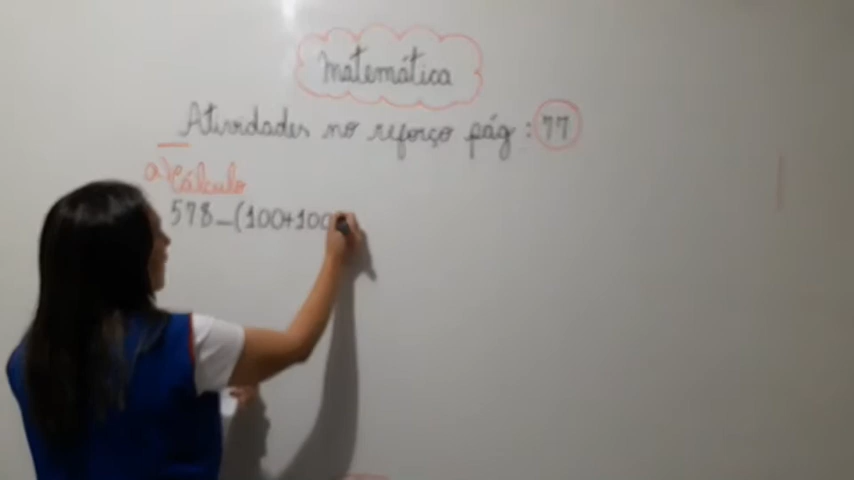 Matemática
Atividades no reforço pág: 77
a) Cálculo
578-(100+100